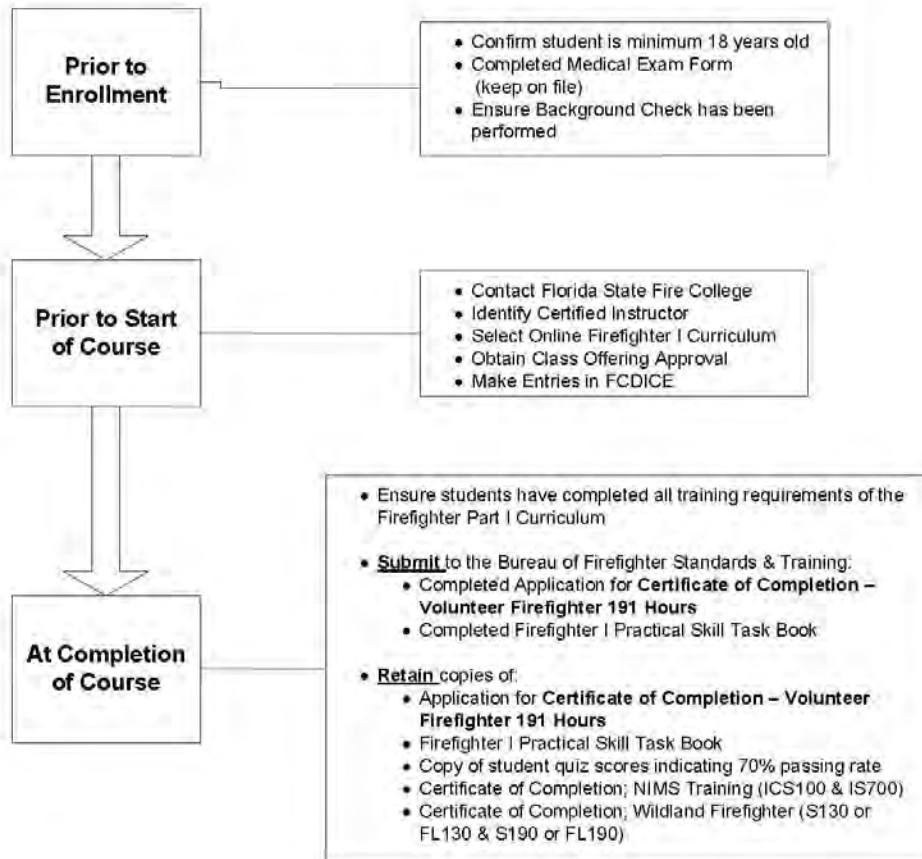 Prior to
Enrollment
• Confirm student is minimum 18 years old
• Completed Medical Exam Form
(keep on file)
• Ensure Background Check has been
performed
Prior to Start
of Course
• Contact Florida State Fire College
• Identify Certified Instructor
• Select Online Firefighter I Curriculum
• Obtain Class Offering Approval
• Make Entries in FCDICE
At Completion
of Course
• Ensure students have completed all training requirements of the
Firefighter Part I Curriculum
• Submit to the Bureau of Firefighter Standards & Training:
• Completed Application for Certificate of Completion –
Volunteer Firefighter 191 Hours
• Completed Firefighter I Practical Skill Task Book
• Retain copies of:
• Application for Certificate of Completion – Volunteer
Firefighter 191 Hours
• Firefighter I Practical Skill Task Book
• Copy of student quiz scores indicating 70% passing rate
• Certificate of Completion; NIMS Training (ICS100 & IS700)
• Certificate of Completion; Wildland Firefighter (S130 or
FL130 & S190 or FL190)